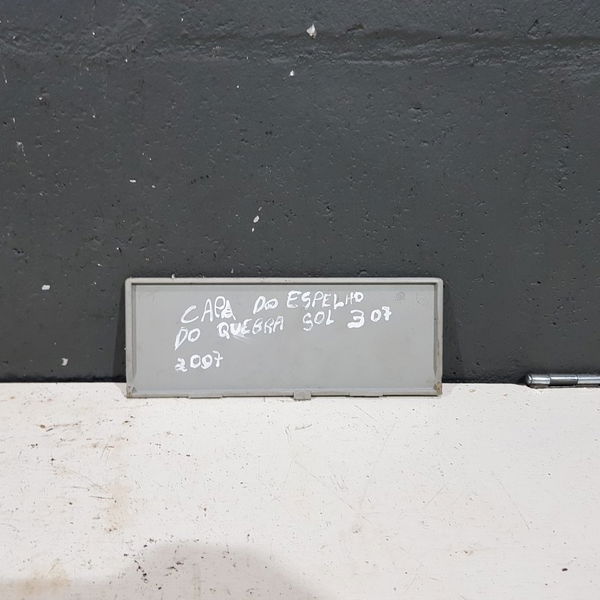 CAPA DO ESPELHO
DO QUEBRA SOL 307
2007